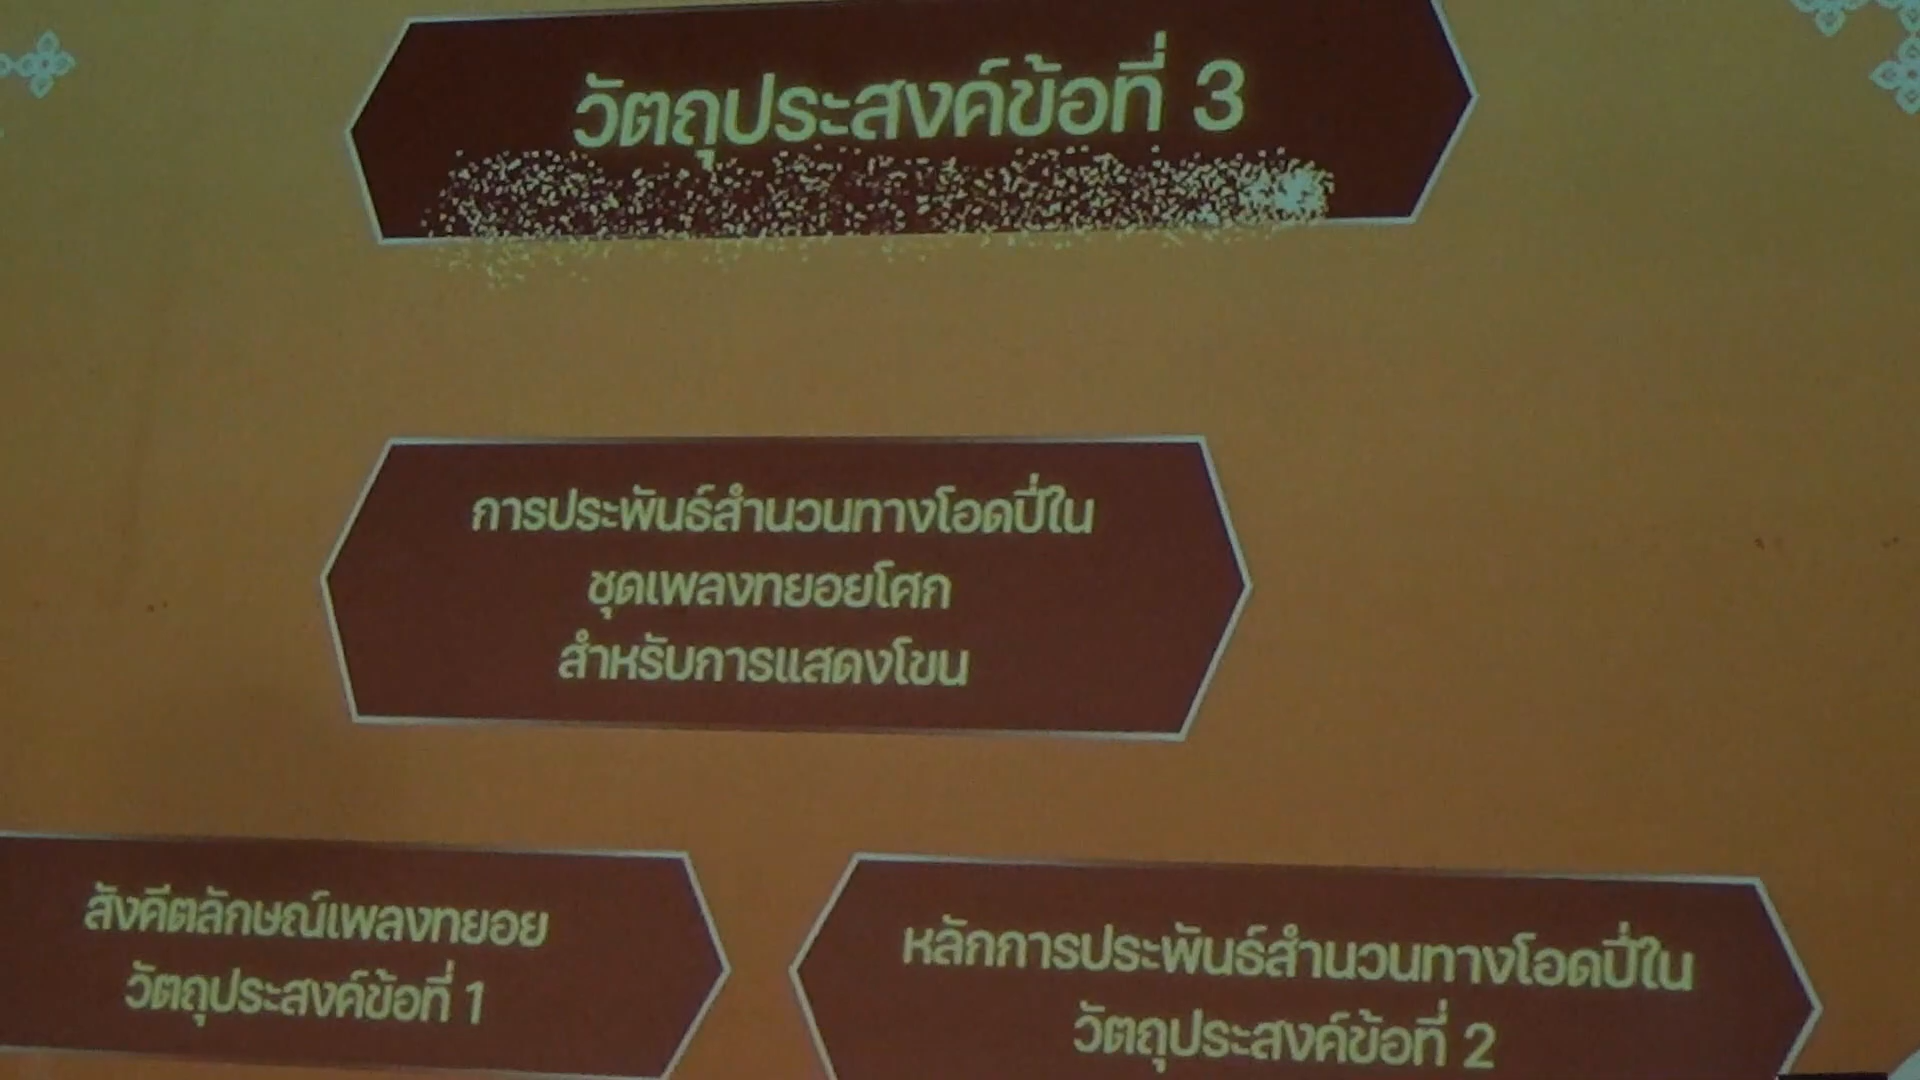 วัตถุประสงค์ข้อที่ 3
การประพันธ์สำนวนทางโอดปี่ใน
ชุดเพลงทยอยโศก
สำหรับการแสดงโขน
สังคีตลักษณ์เพลงทยอย
วัตถุประสงค์ข้อที่ 1
หลักการประพันธ์สำนวนทางโอดปี่ใน
วัตถุประสงค์ข้อที่ 2